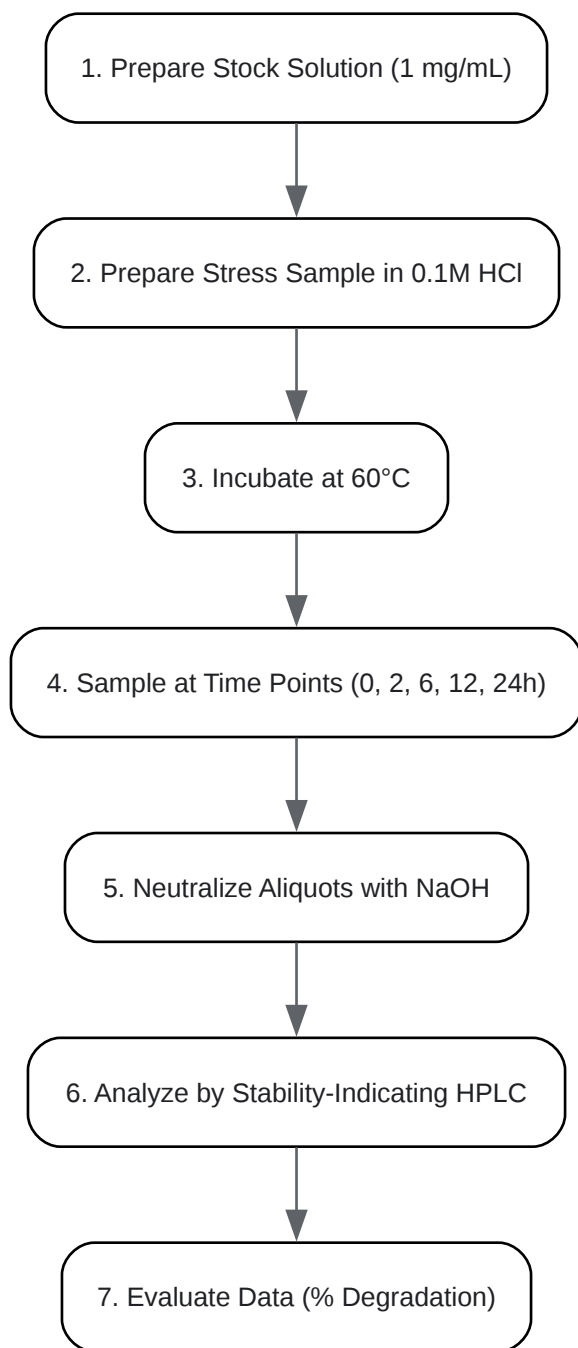 1. Prepare Stock Solution (1 mg/mL)
2. Prepare Stress Sample in 0.1M HCl
3. Incubate at 60°C
4. Sample at Time Points (0, 2, 6, 12, 24h)
5. Neutralize Aliquots with NaOH
6. Analyze by Stability-Indicating HPLC
7. Evaluate Data (% Degradation)